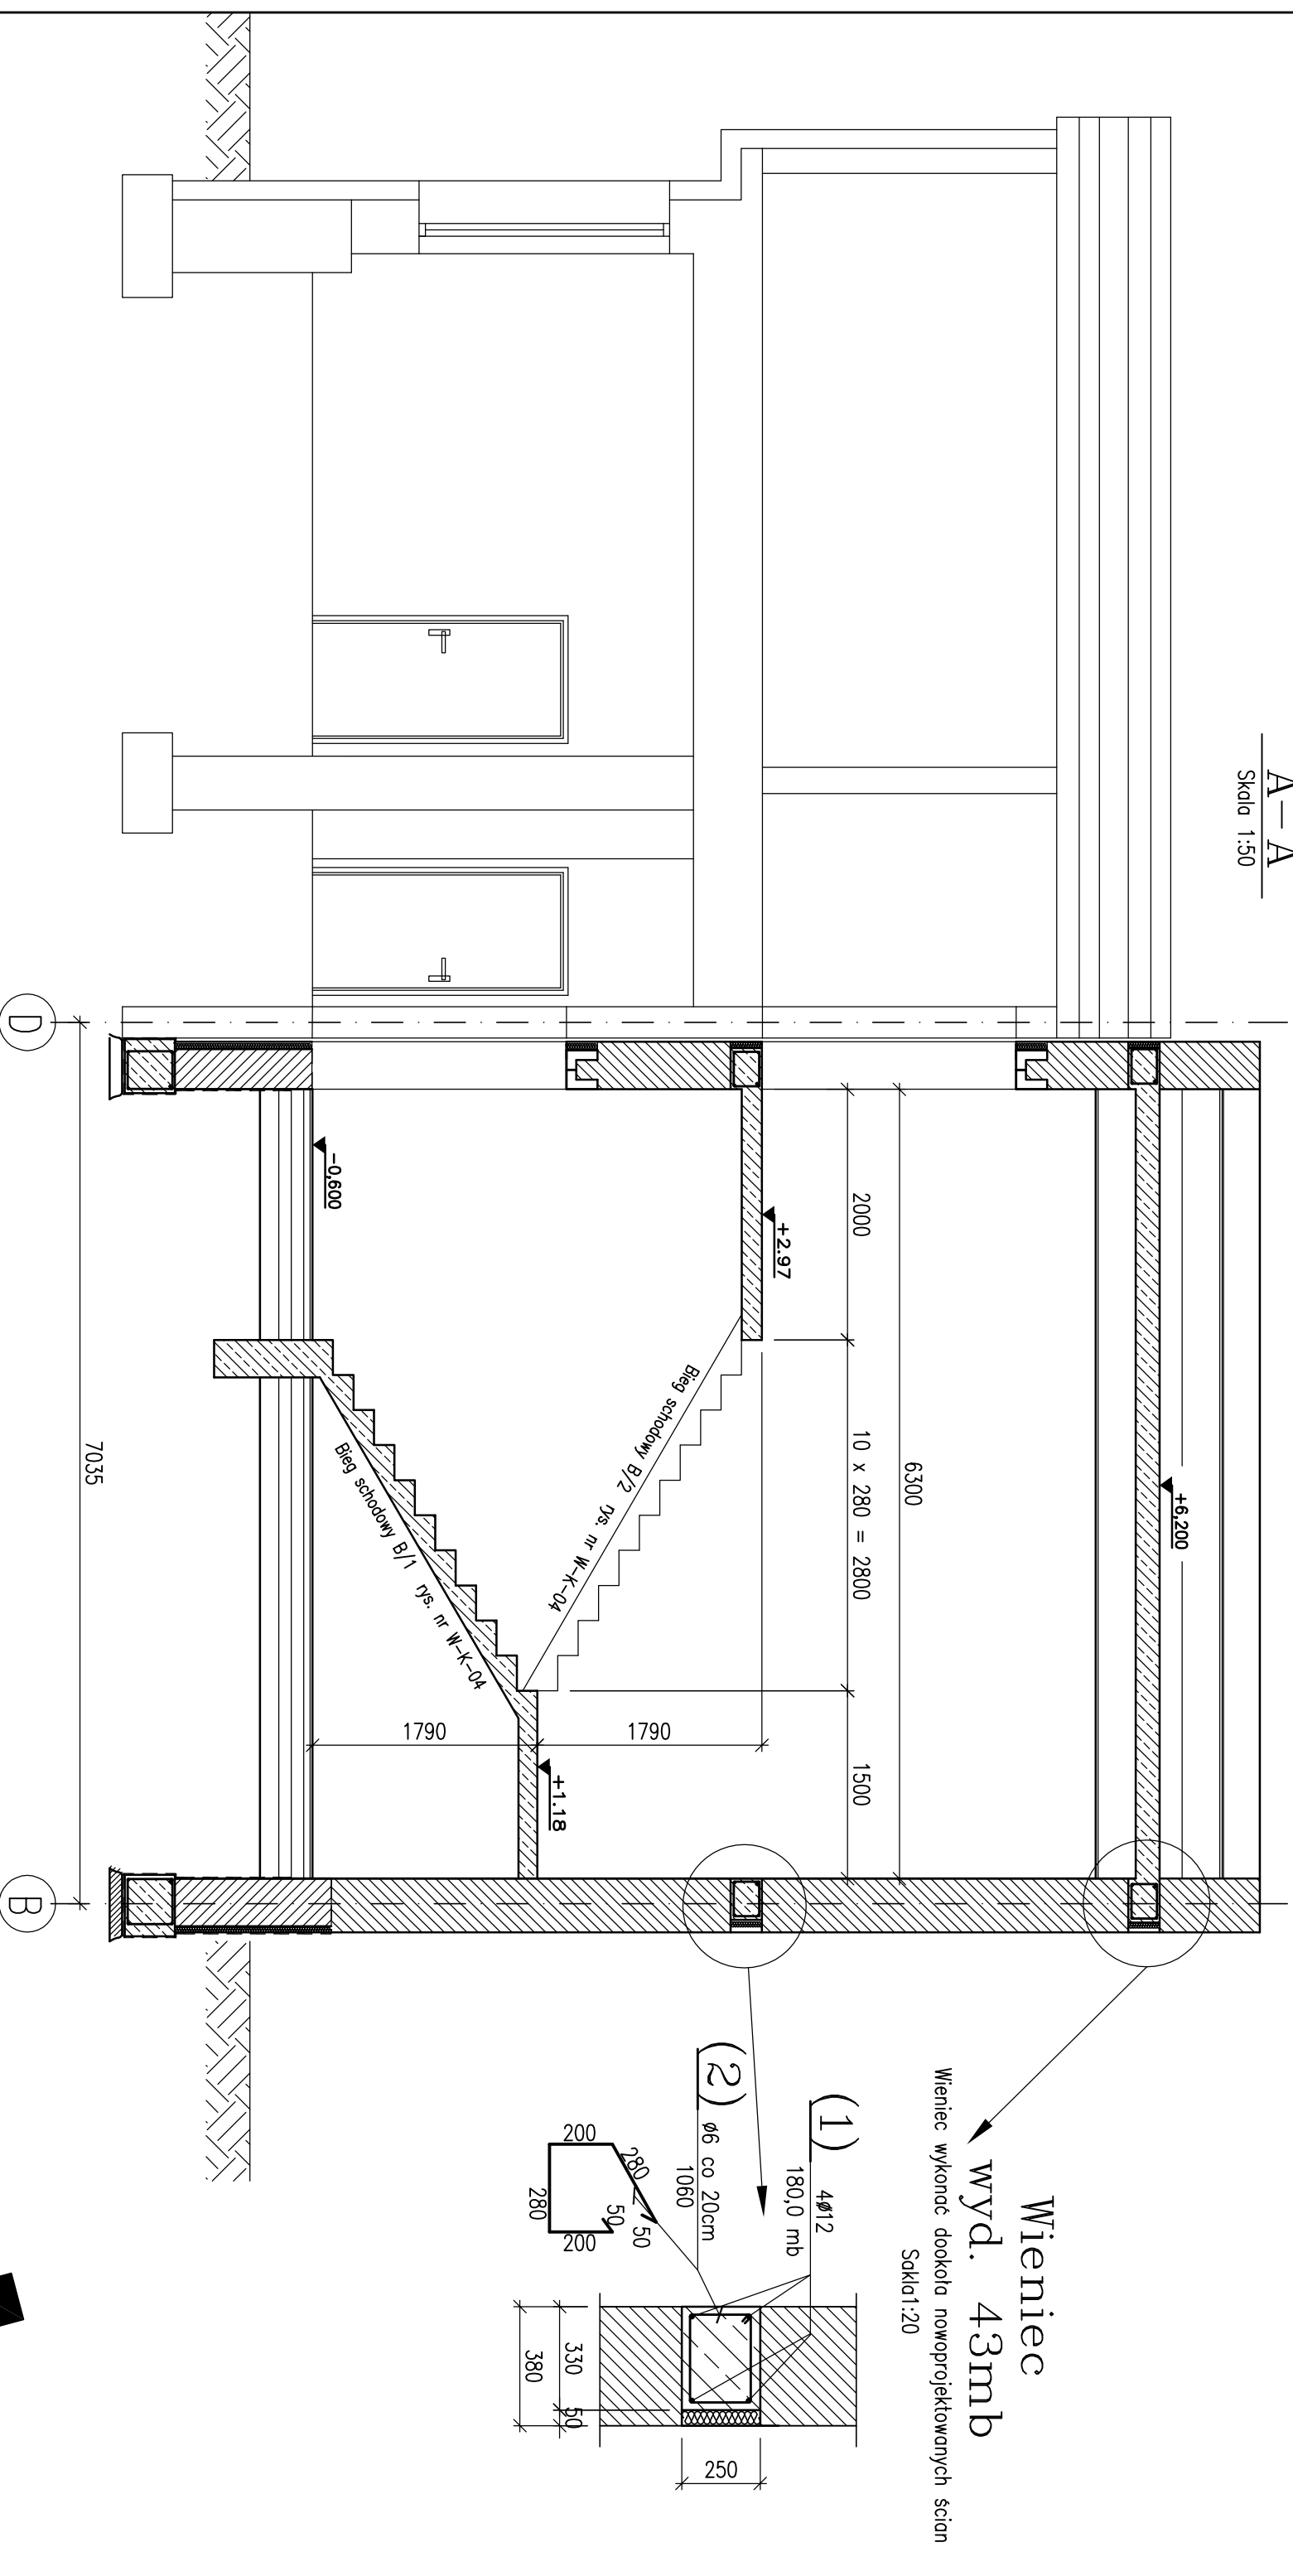 A-A
Skala 1:50
Wieniec
wyd. 43mb
Wieniec wykonać dookoła nowoprojektowanych ścian
Sakla1:20
+6,200
6300
2000
10 x 280 = 2800
1500
+2.97
Bieg schodowy B/2 rys. nr W-K-04
1790
1790
+1.18
-0,600
Bieg schodowy B/1 rys. nr W-K-04
7035
D
B
(1)
4ø12
180,0 mb
(2)
ø6 co 20cm
1060
200
280
50
50
280
200
330
50
380
250